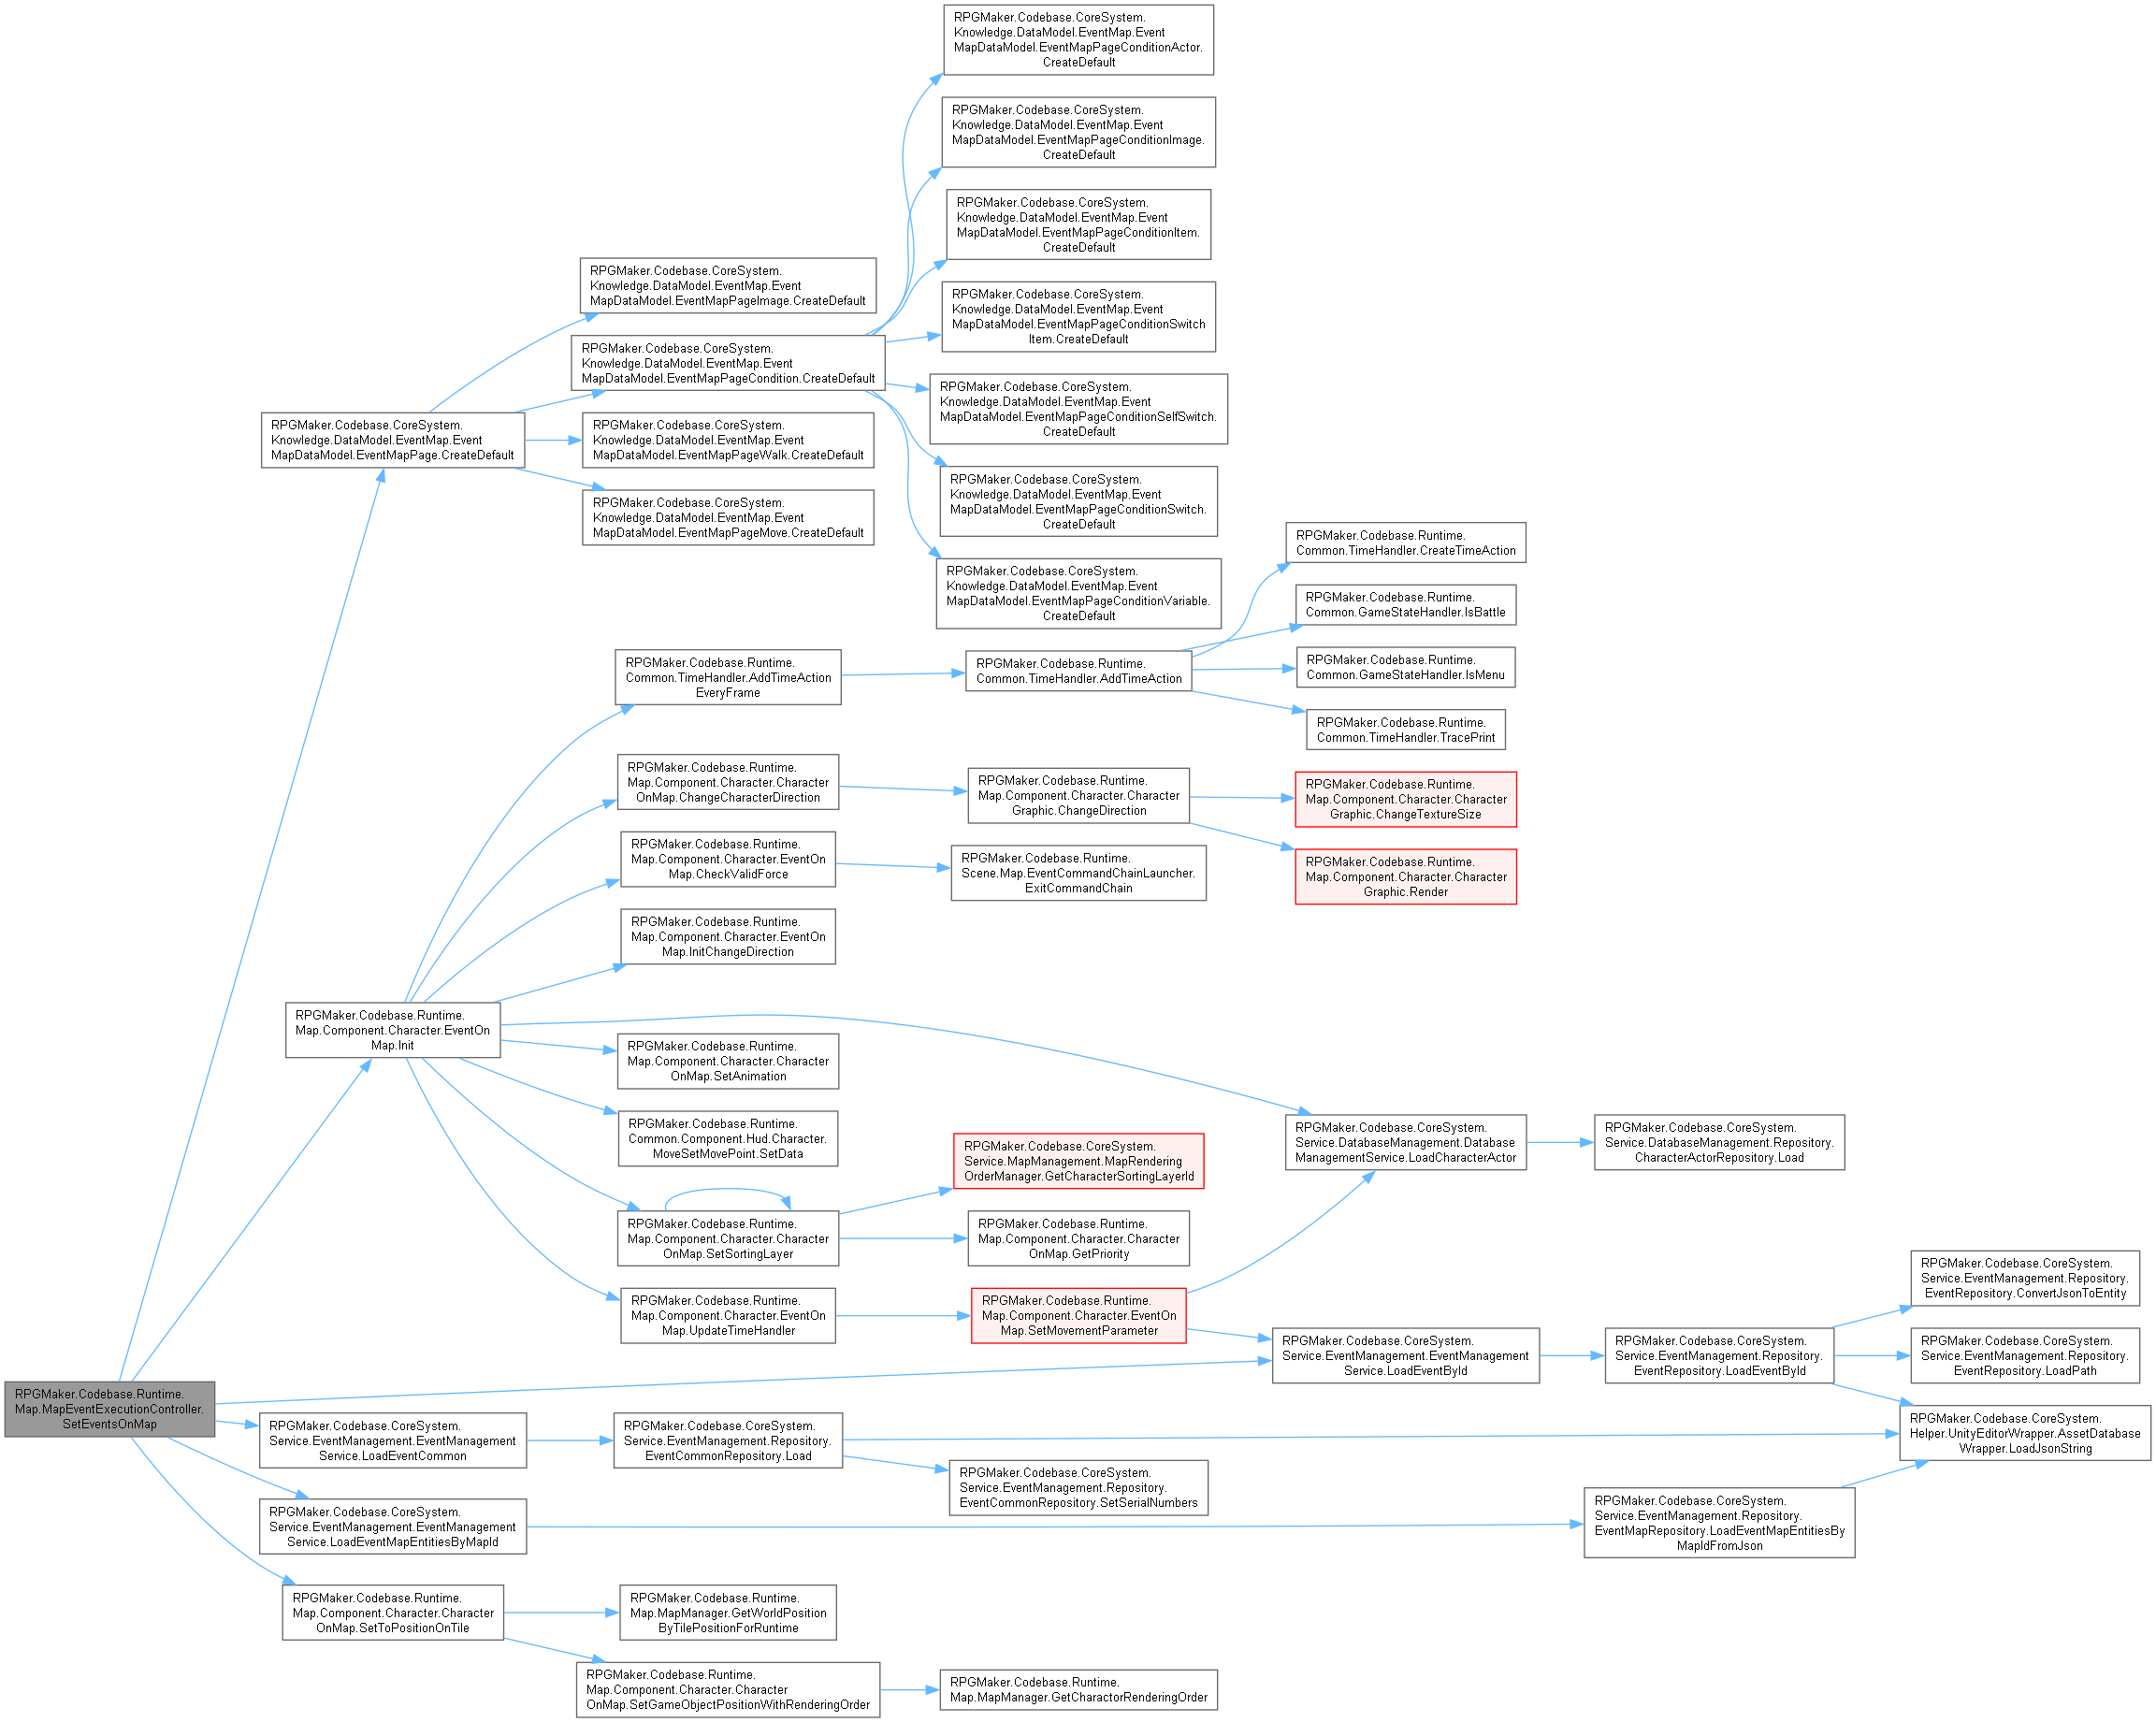 RPGMaker.Codebase.CoreSystem.
Knowledge.DataModel.EventMap.Event
MapDataModel.EventMapPageConditionActor.
CreateDefault
RPGMaker.Codebase.CoreSystem.
Knowledge.DataModel.EventMap.Event
MapDataModel.EventMapPageConditionImage.
CreateDefault
RPGMaker.Codebase.CoreSystem.
Knowledge.DataModel.EventMap.Event
MapDataModel.EventMapPageConditionItem.
CreateDefault
RPGMaker.Codebase.CoreSystem.
Knowledge.DataModel.EventMap.Event
MapDataModel.EventMapPageImage.CreateDefault
RPGMaker.Codebase.CoreSystem.
Knowledge.DataModel.EventMap.Event
MapDataModel.EventMapPageConditionSwitch
Item.CreateDefault
RPGMaker.Codebase.CoreSystem.
Knowledge.DataModel.EventMap.Event
MapDataModel.EventMapPageCondition.CreateDefault
RPGMaker.Codebase.CoreSystem.
Knowledge.DataModel.EventMap.Event
MapDataModel.EventMapPageConditionSelfSwitch.
CreateDefault
RPGMaker.Codebase.CoreSystem.
Knowledge.DataModel.EventMap.Event
MapDataModel.EventMapPage.CreateDefault
RPGMaker.Codebase.CoreSystem.
Knowledge.DataModel.EventMap.Event
MapDataModel.EventMapPageWalk.CreateDefault
RPGMaker.Codebase.CoreSystem.
Knowledge.DataModel.EventMap.Event
MapDataModel.EventMapPageConditionSwitch.
CreateDefault
RPGMaker.Codebase.CoreSystem.
Knowledge.DataModel.EventMap.Event
MapDataModel.EventMapPageMove.CreateDefault
RPGMaker.Codebase.CoreSystem.
Knowledge.DataModel.EventMap.Event
MapDataModel.EventMapPageConditionVariable.
CreateDefault
RPGMaker.Codebase.Runtime.
Common.TimeHandler.CreateTimeAction
RPGMaker.Codebase.Runtime.
Common.GameStateHandler.IsBattle
RPGMaker.Codebase.Runtime.
Common.TimeHandler.AddTimeAction
EveryFrame
RPGMaker.Codebase.Runtime.
Common.TimeHandler.AddTimeAction
RPGMaker.Codebase.Runtime.
Common.GameStateHandler.IsMenu
RPGMaker.Codebase.Runtime.
Common.TimeHandler.TracePrint
RPGMaker.Codebase.Runtime.
Map.Component.Character.Character
OnMap.ChangeCharacterDirection
RPGMaker.Codebase.Runtime.
Map.Component.Character.Character
Graphic.ChangeDirection
RPGMaker.Codebase.Runtime.
Map.Component.Character.Character
Graphic.ChangeTextureSize
RPGMaker.Codebase.Runtime.
Map.Component.Character.EventOn
Map.CheckValidForce
RPGMaker.Codebase.Runtime.
Scene.Map.EventCommandChainLauncher.
ExitCommandChain
RPGMaker.Codebase.Runtime.
Map.Component.Character.Character
Graphic.Render
RPGMaker.Codebase.Runtime.
Map.Component.Character.EventOn
Map.InitChangeDirection
RPGMaker.Codebase.Runtime.
Map.Component.Character.EventOn
Map.Init
RPGMaker.Codebase.Runtime.
Map.Component.Character.Character
OnMap.SetAnimation
RPGMaker.Codebase.Runtime.
Common.Component.Hud.Character.
MoveSetMovePoint.SetData
RPGMaker.Codebase.CoreSystem.
Service.DatabaseManagement.Database
ManagementService.LoadCharacterActor
RPGMaker.Codebase.CoreSystem.
Service.DatabaseManagement.Repository.
CharacterActorRepository.Load
RPGMaker.Codebase.CoreSystem.
Service.MapManagement.MapRendering
OrderManager.GetCharacterSortingLayerId
RPGMaker.Codebase.Runtime.
Map.Component.Character.Character
OnMap.SetSortingLayer
RPGMaker.Codebase.Runtime.
Map.Component.Character.Character
OnMap.GetPriority
RPGMaker.Codebase.Runtime.
Map.Component.Character.EventOn
Map.UpdateTimeHandler
RPGMaker.Codebase.Runtime.
Map.Component.Character.EventOn
Map.SetMovementParameter
RPGMaker.Codebase.CoreSystem.
Service.EventManagement.Repository.
EventRepository.ConvertJsonToEntity
RPGMaker.Codebase.CoreSystem.
Service.EventManagement.EventManagement
Service.LoadEventById
RPGMaker.Codebase.CoreSystem.
Service.EventManagement.Repository.
EventRepository.LoadEventById
RPGMaker.Codebase.CoreSystem.
Service.EventManagement.Repository.
EventRepository.LoadPath
RPGMaker.Codebase.Runtime.
Map.MapEventExecutionController.
SetEventsOnMap
RPGMaker.Codebase.CoreSystem.
Service.EventManagement.EventManagement
Service.LoadEventCommon
RPGMaker.Codebase.CoreSystem.
Service.EventManagement.Repository.
EventCommonRepository.Load
RPGMaker.Codebase.CoreSystem.
Helper.UnityEditorWrapper.AssetDatabase
Wrapper.LoadJsonString
RPGMaker.Codebase.CoreSystem.
Service.EventManagement.Repository.
EventCommonRepository.SetSerialNumbers
RPGMaker.Codebase.CoreSystem.
Service.EventManagement.EventManagement
Service.LoadEventMapEntitiesByMapId
RPGMaker.Codebase.CoreSystem.
Service.EventManagement.Repository.
EventMapRepository.LoadEventMapEntitiesBy
MapIdFromJson
RPGMaker.Codebase.Runtime.
Map.Component.Character.Character
OnMap.SetToPositionOnTile
RPGMaker.Codebase.Runtime.
Map.MapManager.GetWorldPosition
ByTilePositionForRuntime
RPGMaker.Codebase.Runtime.
Map.Component.Character.Character
OnMap.SetGameObjectPositionWithRenderingOrder
RPGMaker.Codebase.Runtime.
Map.MapManager.GetCharactorRenderingOrder